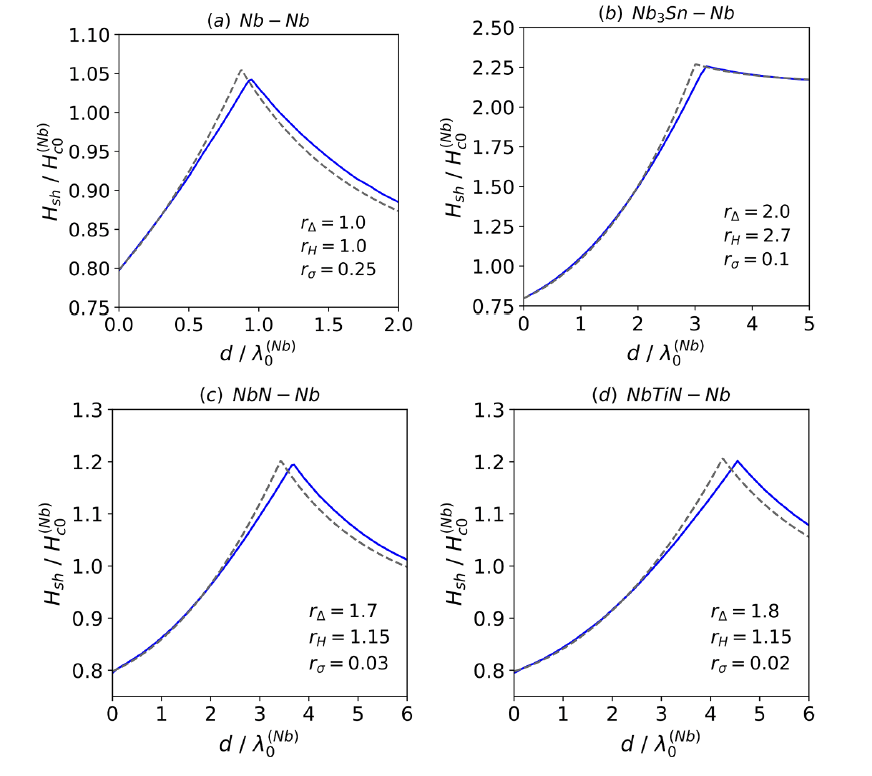 (a) Nb − Nb
1.10
1.05
1.00
0.95
0.90
0.85
0.80
0.75
H_sh / H_c0^(Nb)
r_Δ = 1.0
r_H = 1.0
r_σ = 0.25
0.0 0.5 1.0 1.5 2.0
d / λ_0^(Nb)
(b) Nb₃Sn − Nb
2.50
2.25
2.00
1.75
1.50
1.25
1.00
0.75
H_sh / H_c0^(Nb)
r_Δ = 2.0
r_H = 2.7
r_σ = 0.1
0 1 2 3 4 5
d / λ_0^(Nb)
(c) NbN − Nb
1.3
1.2
1.1
1.0
0.9
0.8
H_sh / H_c0^(Nb)
r_Δ = 1.7
r_H = 1.15
r_σ = 0.03
0 1 2 3 4 5 6
d / λ_0^(Nb)
(d) NbTiN − Nb
1.3
1.2
1.1
1.0
0.9
0.8
H_sh / H_c0^(Nb)
r_Δ = 1.8
r_H = 1.15
r_σ = 0.02
0 1 2 3 4 5 6
d / λ_0^(Nb)